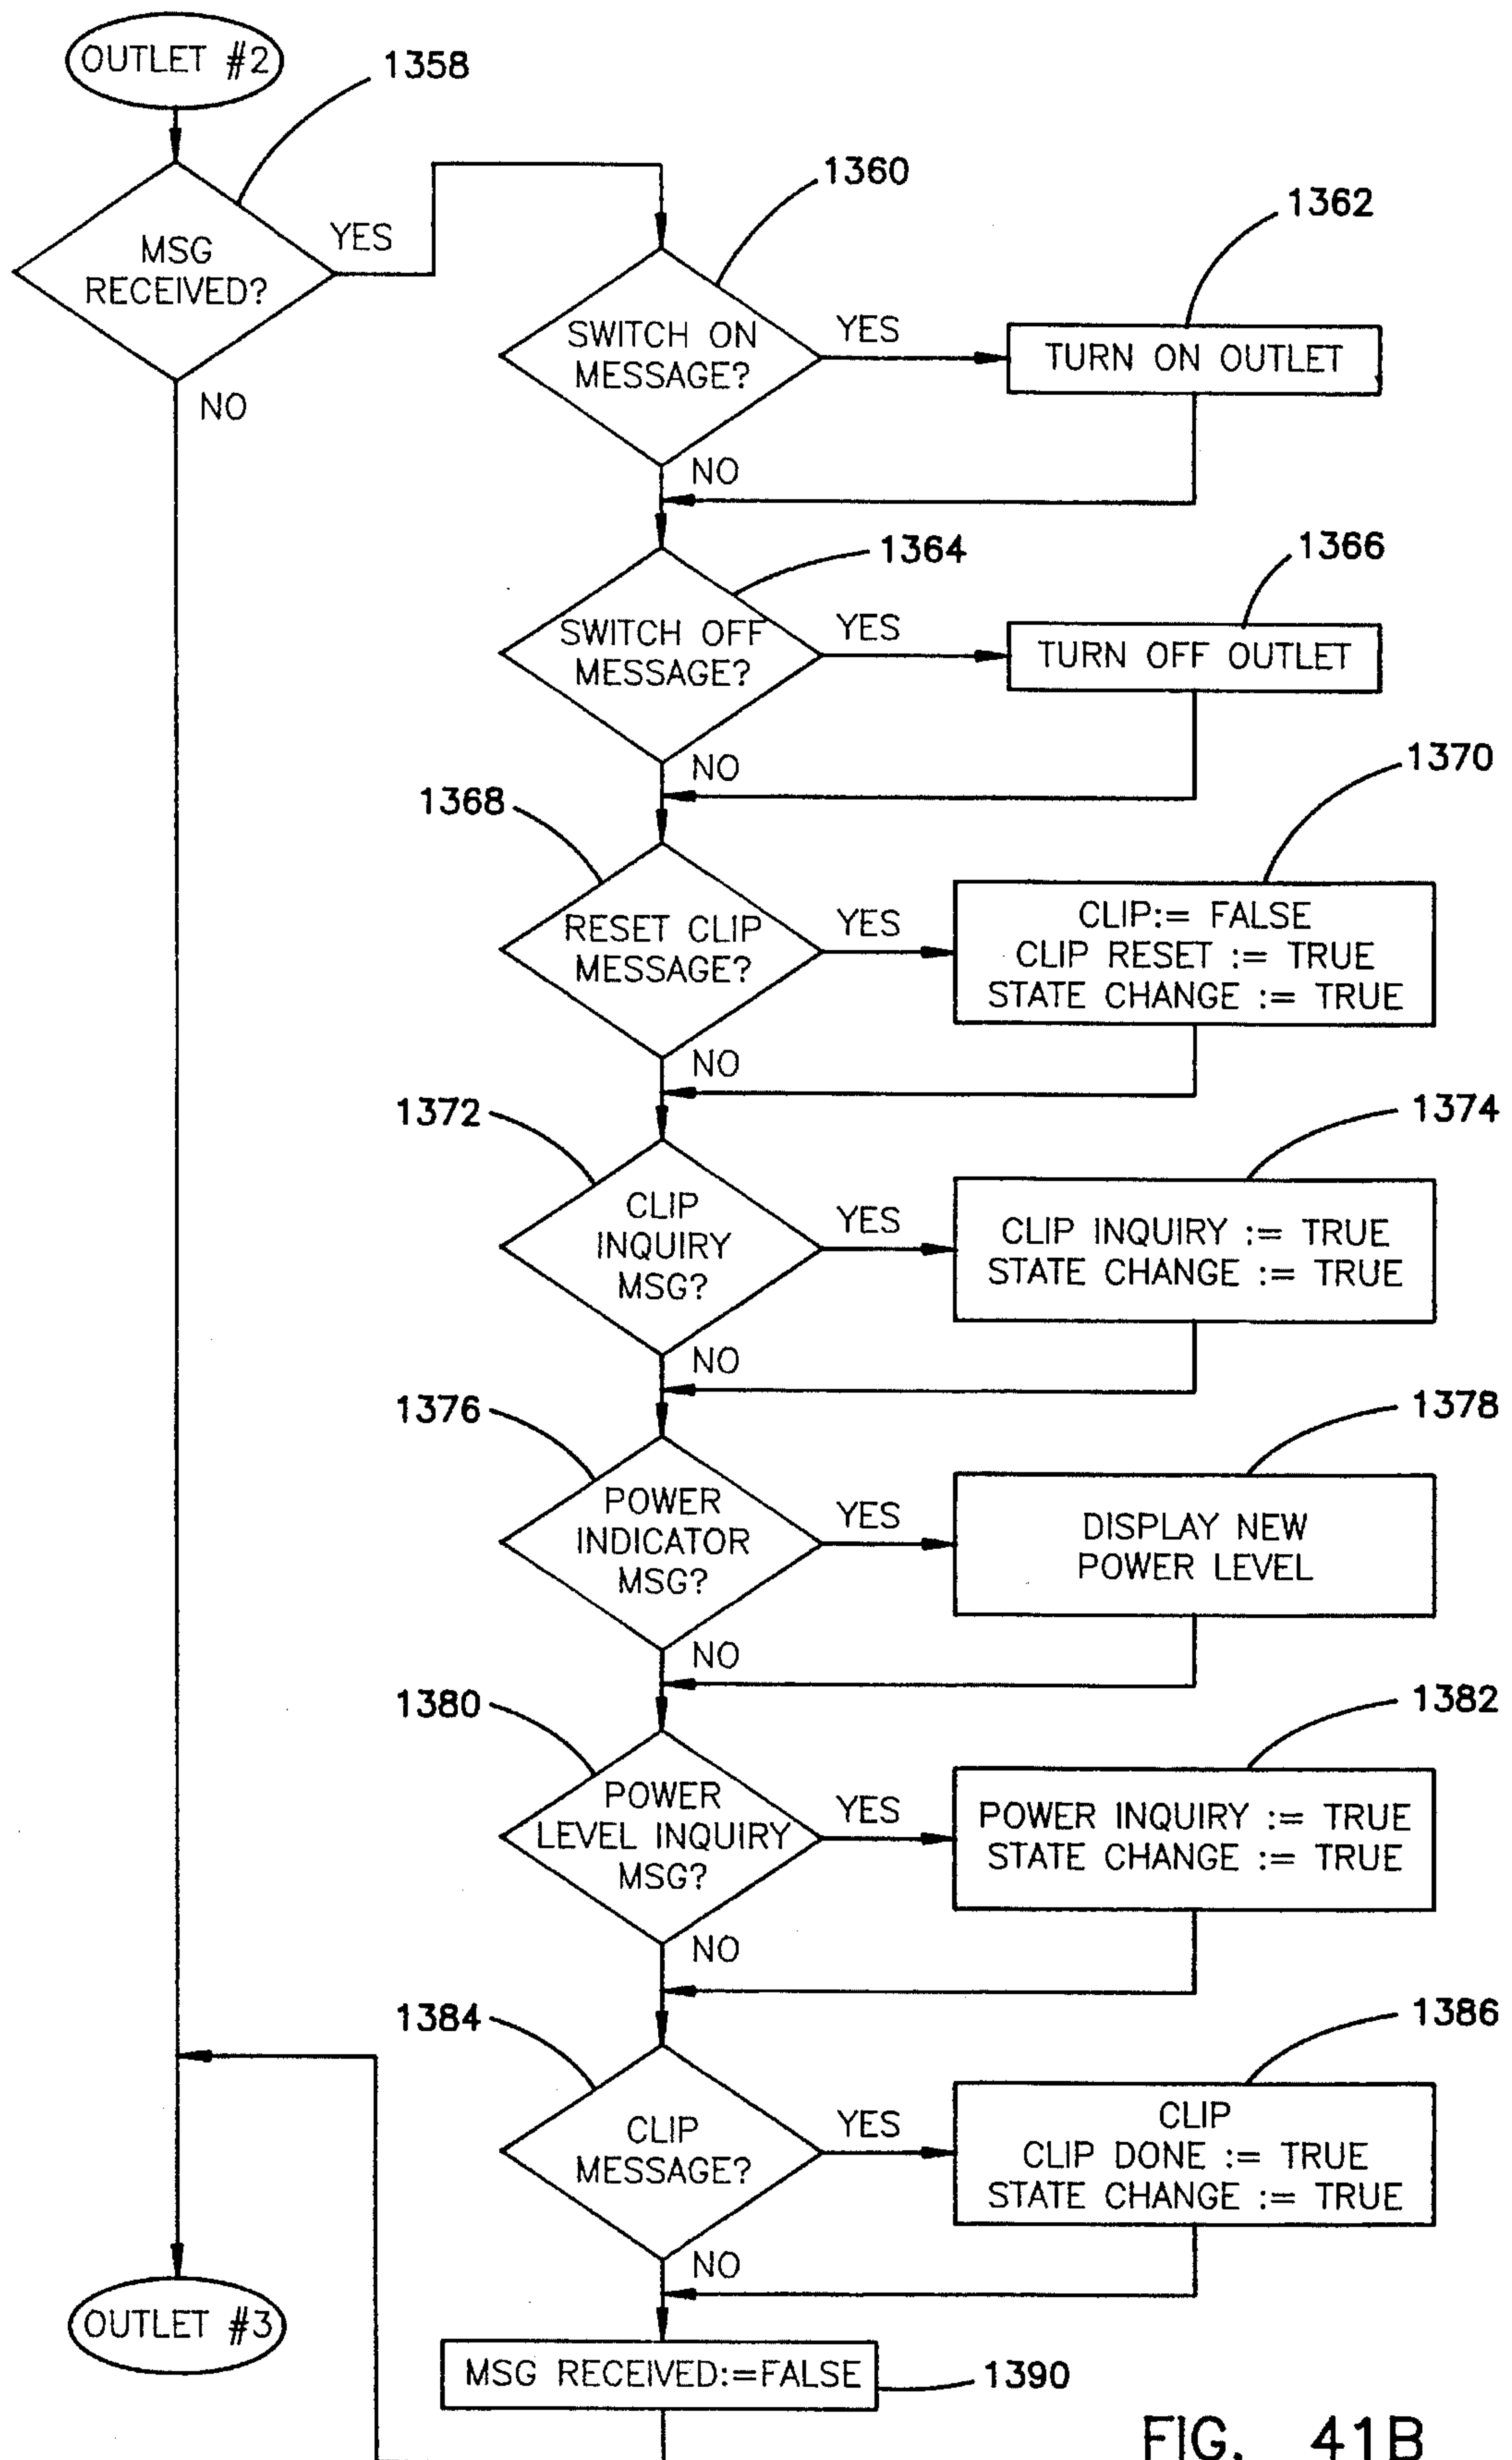 OUTLET #2
1358
MSG
RECEIVED?
YES
NO
1360
SWITCH ON
MESSAGE?
YES
NO
1362
TURN ON OUTLET
1364
SWITCH OFF
MESSAGE?
YES
NO
1366
TURN OFF OUTLET
1368
RESET CLIP
MESSAGE?
YES
NO
1370
CLIP:= FALSE
CLIP RESET := TRUE
STATE CHANGE := TRUE
1372
CLIP
INQUIRY
MSG?
YES
NO
1374
CLIP INQUIRY := TRUE
STATE CHANGE := TRUE
1376
POWER
INDICATOR
MSG?
YES
NO
1378
DISPLAY NEW
POWER LEVEL
1380
POWER
LEVEL INQUIRY
MSG?
YES
NO
1382
POWER INQUIRY := TRUE
STATE CHANGE := TRUE
1384
CLIP
MESSAGE?
YES
NO
1386
CLIP
CLIP DONE := TRUE
STATE CHANGE := TRUE
OUTLET #3
MSG RECEIVED:=FALSE
1390
FIG. 41B